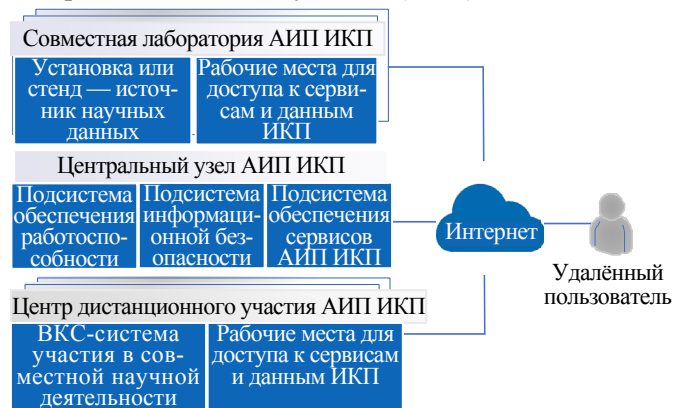 Совместная лаборатория АИП ИКП
Установка или
стенд — источ-
ник научных
данных
Рабочие места для
доступа к серви-
сам и данным
ИКП
Центральный узел АИП ИКП
Подсистема
обеспечения
работоспо-
собности
Подсистема
информаци-
онной без-
опасности
Подсистема
обеспечения
сервисов
АИП ИКП
Интернет
Удалённый
пользователь
Центр дистанционного участия АИП ИКП
ВКС-система
участия в сов-
местной научной
деятельности
Рабочие места для
доступа к сервисам
и данным ИКП